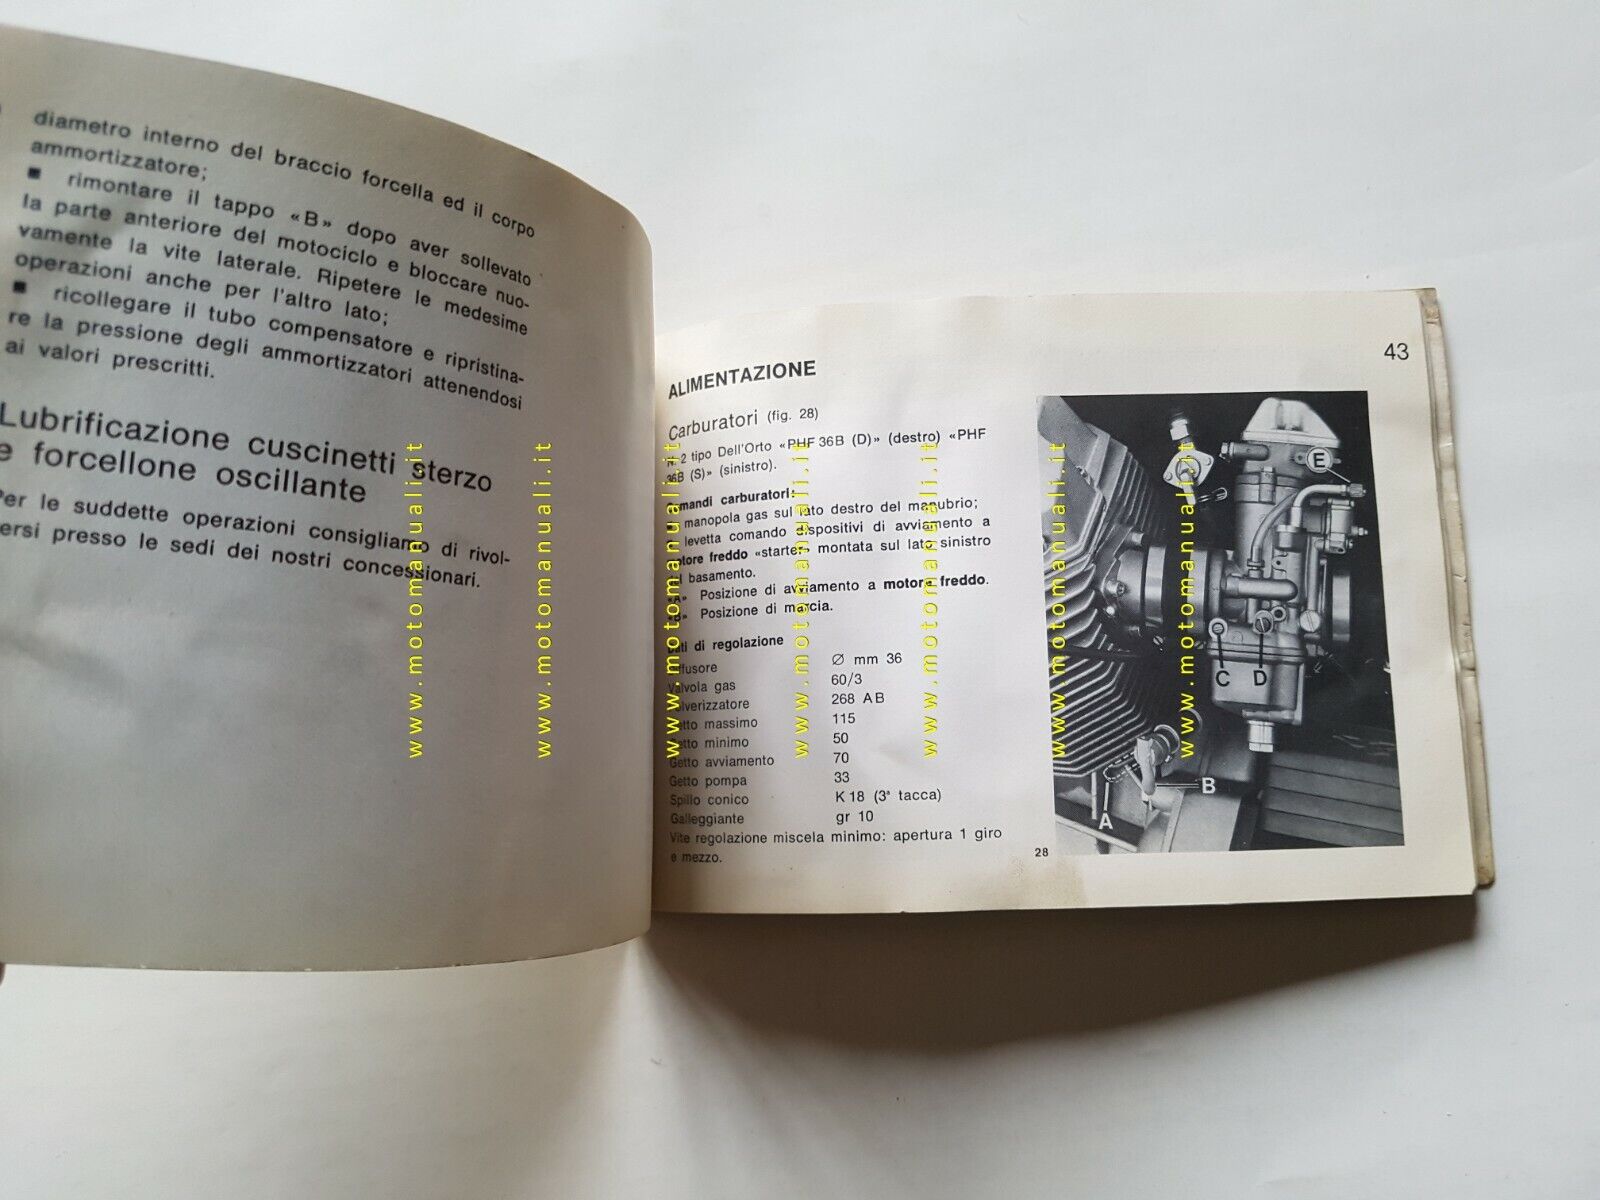 diametro interno del braccio forcella ed il corpo
ammortizzatore;
■ rimontare il tappo «B» dopo aver sollevato
la parte anteriore del motociclo e bloccare nuo-
vamente la vite laterale. Ripetere le medesime
operazioni anche per l'altro lato;
■ ricollegare il tubo compensatore e ripristina-
re la pressione degli ammortizzatori attenendosi
ai valori prescritti.
Lubrificazione cuscinetti sterzo
e forcellone oscillante
Per le suddette operazioni consigliamo di rivol-
ersi presso le sedi dei nostri concessionari.
43
ALIMENTAZIONE
Carburatori (fig. 28)
N. 2 tipo Dell'Orto «PHF 36B (D)» (destro) «PHF
36B (S)» (sinistro).
omandi carburatori:
manopola gas sul lato destro del manubrio;
levetta comando dispositivi di avviamento a
motore freddo «starter» montata sul lato sinistro
l basamento.
«A» Posizione di avviamento a motore freddo.
«B» Posizione di marcia.
Dati di regolazione
Diffusore Ø mm 36
Valvola gas 60/3
Polverizzatore 268 AB
Getto massimo 115
Getto minimo 50
Getto avviamento 70
Getto pompa 33
Spillo conico K 18 (3ª tacca)
Galleggiante gr 10
Vite regolazione miscela minimo: apertura 1 giro
e mezzo.
28
E
C D
B
A
www.motomanuali.it
www.motomanuali.it
www.motomanuali.it
www.motomanuali.it
www.motomanuali.it
www.motomanuali.it
www.motomanuali.it